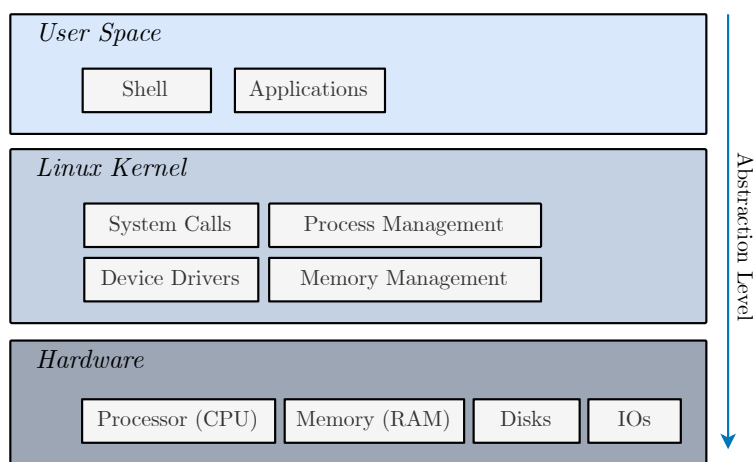 User Space
Shell Applications
Linux Kernel
System Calls Process Management
Device Drivers Memory Management
Hardware
Processor (CPU) Memory (RAM) Disks IOs
Abstraction Level